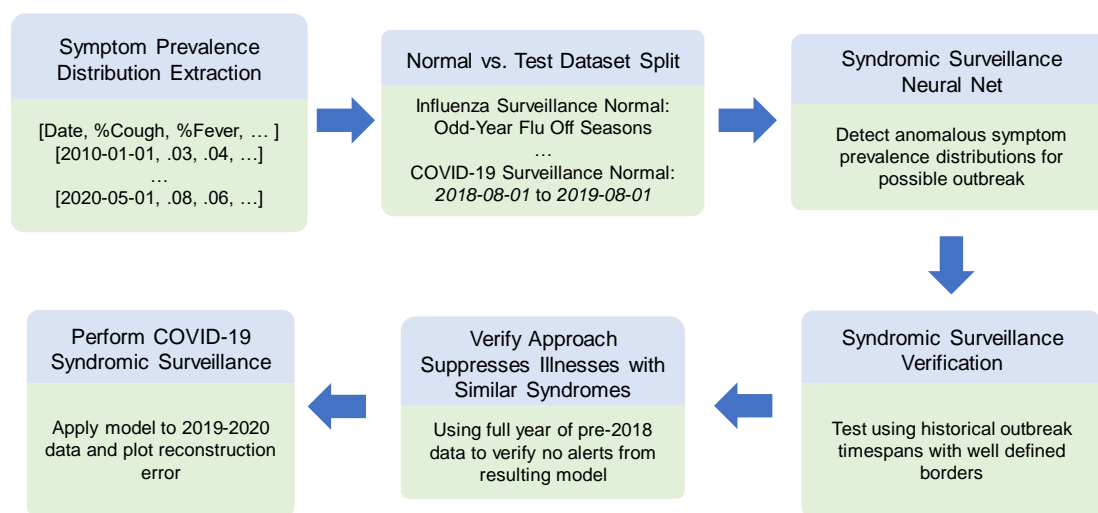 Symptom Prevalence
Distribution Extraction
[Date, %Cough, %Fever, … ]
[2010-01-01, .03, .04, …]
…
[2020-05-01, .08, .06, …]
Normal vs. Test Dataset Split
Influenza Surveillance Normal:
Odd-Year Flu Off Seasons
…
COVID-19 Surveillance Normal:
2018-08-01 to 2019-08-01
Syndromic Surveillance
Neural Net
Detect anomalous symptom
prevalence distributions for
possible outbreak
Syndromic Surveillance
Verification
Test using historical outbreak
timespans with well defined
borders
Verify Approach
Suppresses Illnesses with
Similar Syndromes
Using full year of pre-2018
data to verify no alerts from
resulting model
Perform COVID-19
Syndromic Surveillance
Apply model to 2019-2020
data and plot reconstruction
error